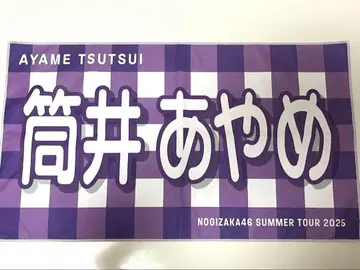 AYAME TSUTSUI
筒井あやめ
NOGIZAKA46 SUMMER TOUR 2025